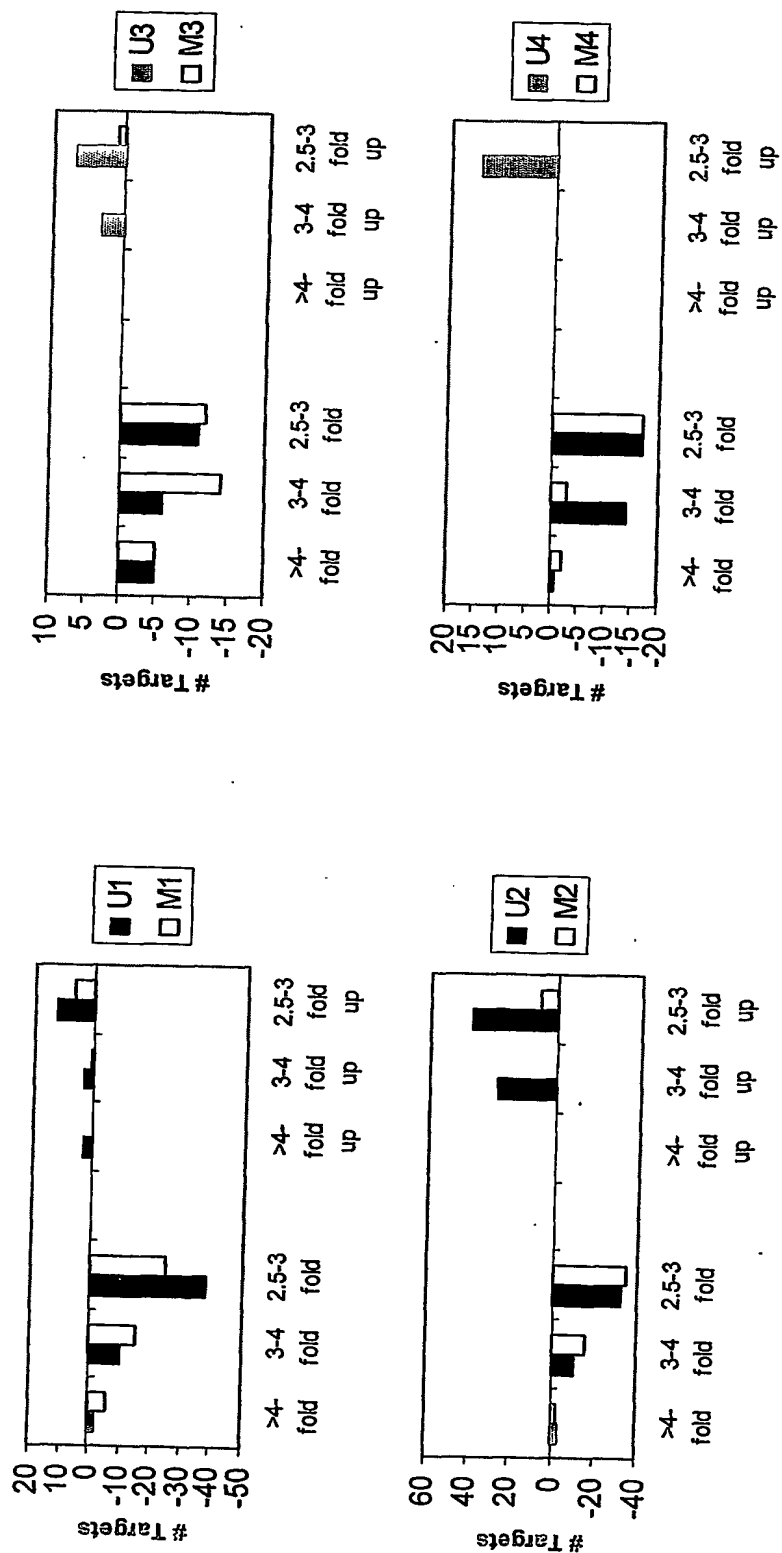 20
10
0
-10
-20
-30
-40
-50
# Targets
>4- 3-4 2.5-3 >4- 3-4 2.5-3
fold fold fold fold fold fold
up up up
U1
M1
10
5
0
-5
-10
-15
-20
# Targets
>4- 3-4 2.5-3 >4- 3-4 2.5-3
fold fold fold fold fold fold
up up up
U3
M3
60
40
20
0
-20
-40
# Targets
>4- 3-4 2.5-3 >4- 3-4 2.5-3
fold fold fold fold fold fold
up up up
U2
M2
20
15
10
5
0
-5
-10
-15
-20
# Targets
>4- 3-4 2.5-3 >4- 3-4 2.5-3
fold fold fold fold fold fold
up up up
U4
M4